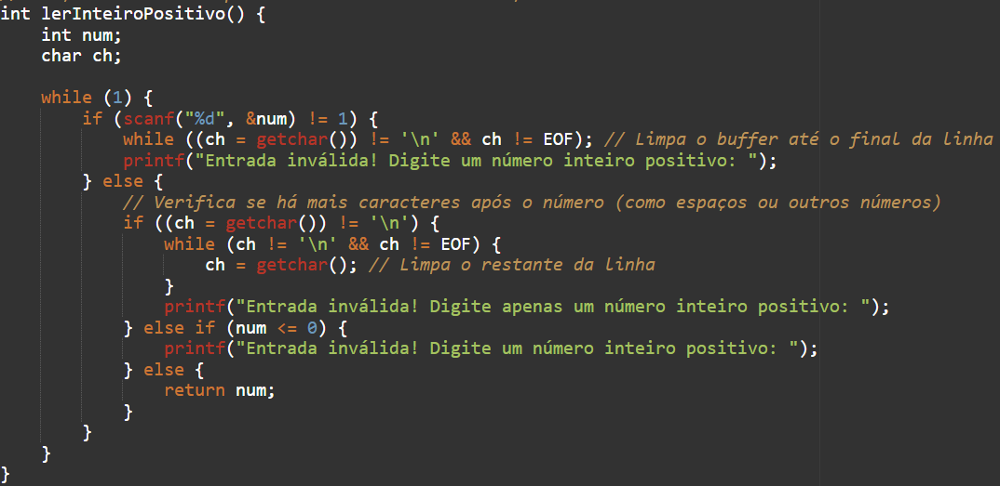 int lerInteiroPositivo() {
    int num;
    char ch;

    while (1) {
        if (scanf("%d", &num) != 1) {
            while ((ch = getchar()) != '\n' && ch != EOF); // Limpa o buffer até o final da linha
            printf("Entrada inválida! Digite um número inteiro positivo: ");
        } else {
            // Verifica se há mais caracteres após o número (como espaços ou outros números)
            if ((ch = getchar()) != '\n') {
                while (ch != '\n' && ch != EOF) {
                    ch = getchar(); // Limpa o restante da linha
                }
                printf("Entrada inválida! Digite apenas um número inteiro positivo: ");
            } else if (num <= 0) {
                printf("Entrada inválida! Digite um número inteiro positivo: ");
            } else {
                return num;
            }
        }
    }
}